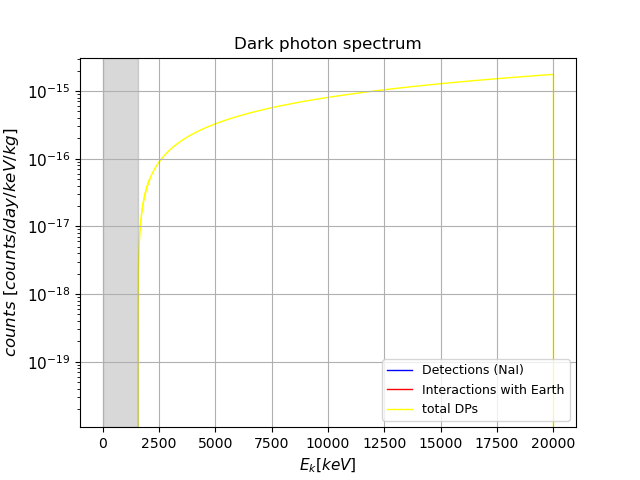 Dark photon spectrum
counts [counts/day/keV/kg]
10⁻¹⁵
10⁻¹⁶
10⁻¹⁷
10⁻¹⁸
10⁻¹⁹
Detections (NaI)
Interactions with Earth
total DPs
0 2500 5000 7500 10000 12500 15000 17500 20000
Eₖ[keV]